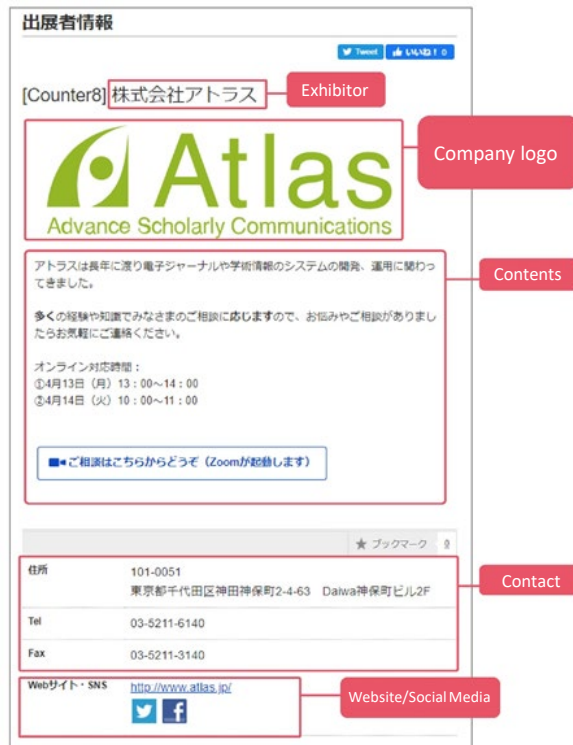 出展者情報
Tweet いいね！ 0
[Counter8] 株式会社アトラス Exhibitor
Atlas
Advance Scholarly Communications
Company logo
アトラスは長年に渡り電子ジャーナルや学術情報のシステムの開発、運用に関わっ
てきました。
Contents
多くの経験や知識でみなさまのご相談に応じますので、お悩みやご相談がありまし
たらお気軽にご連絡ください。
オンライン対応時間：
①4月13日（月）13：00～14：00
②4月14日（火）10：00～11：00
ご相談はこちらからどうぞ（Zoomが起動します）
ブックマーク 0
住所 101-0051
東京都千代田区神田神保町2-4-63 Daiwa神保町ビル2F
Contact
Tel 03-5211-6140
Fax 03-5211-3140
Webサイト・SNS http://www.atlas.jp/
Website/Social Media